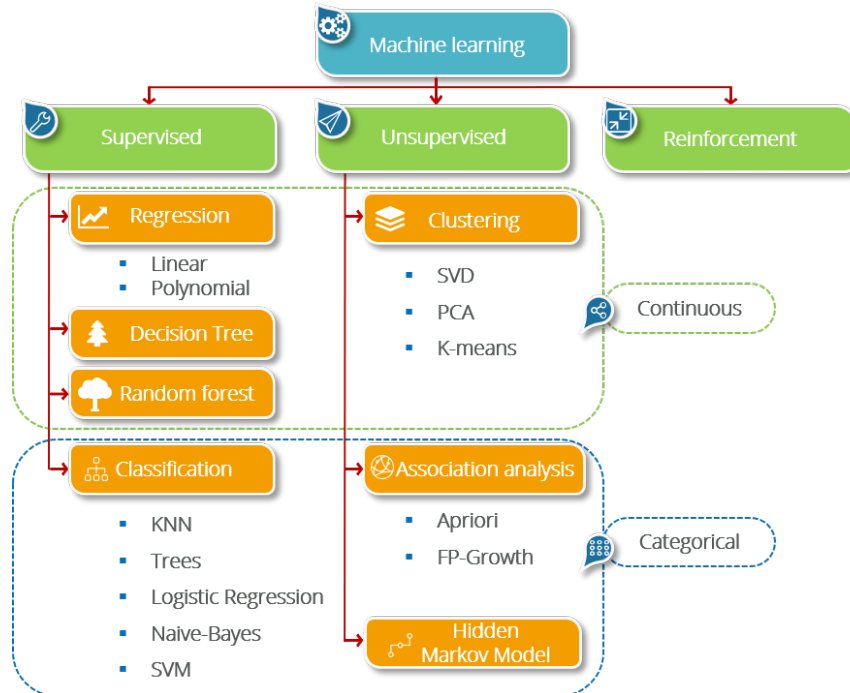 Machine learning
Supervised
Unsupervised
Reinforcement
Regression
Linear
Polynomial
Decision Tree
Random forest
Clustering
SVD
PCA
K-means
Continuous
Classification
KNN
Trees
Logistic Regression
Naive-Bayes
SVM
Association analysis
Apriori
FP-Growth
Hidden
Markov Model
Categorical